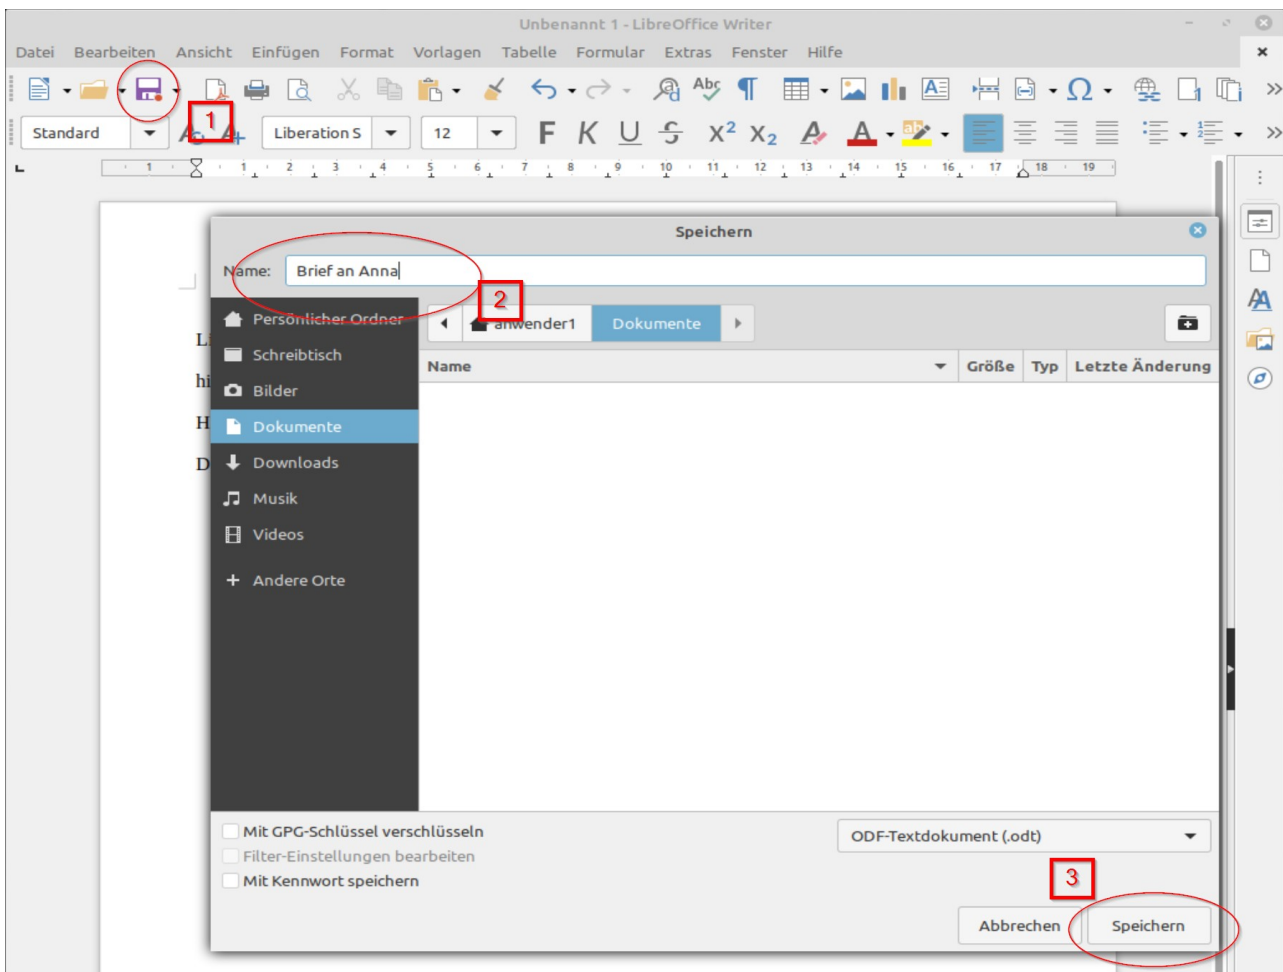 Unbenannt 1 - LibreOffice Writer
Datei Bearbeiten Ansicht Einfügen Format Vorlagen Tabelle Formular Extras Fenster Hilfe
1
Standard Liberation S 12 F K U S X² X₂ A A
1 1 2 3 4 5 6 7 8 9 10 11 12 13 14 15 16 17 18 19
Speichern
Name: Brief an Anna
2
Persönlicher Ordner anwender1 Dokumente
Schreibtisch
Name Größe Typ Letzte Änderung
Bilder
Dokumente
Downloads
Musik
Videos
Andere Orte
Mit GPG-Schlüssel verschlüsseln ODF-Textdokument (.odt)
Filter-Einstellungen bearbeiten
Mit Kennwort speichern
3
Abbrechen Speichern